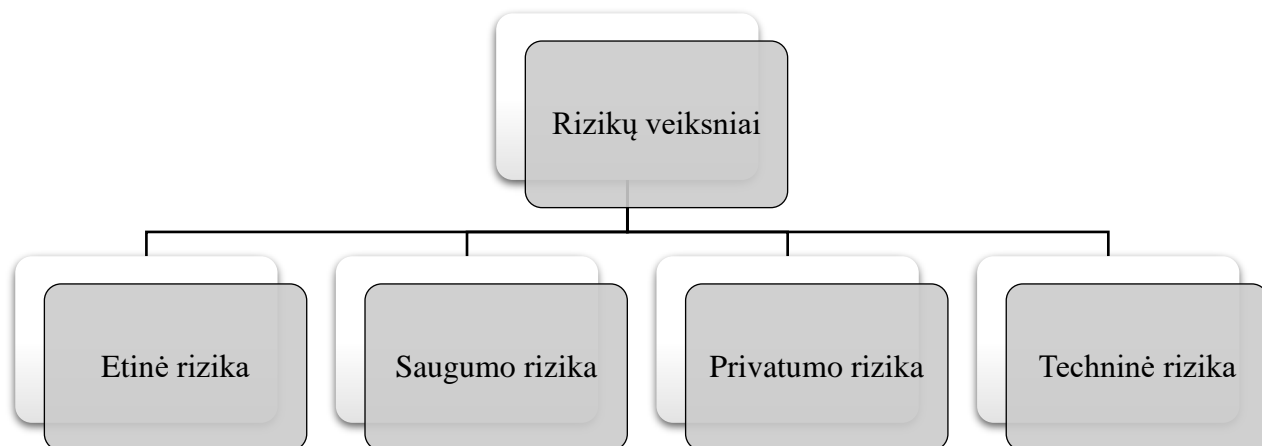 Rizikų veiksniai
Etinė rizika
Saugumo rizika
Privatumo rizika
Techninė rizika